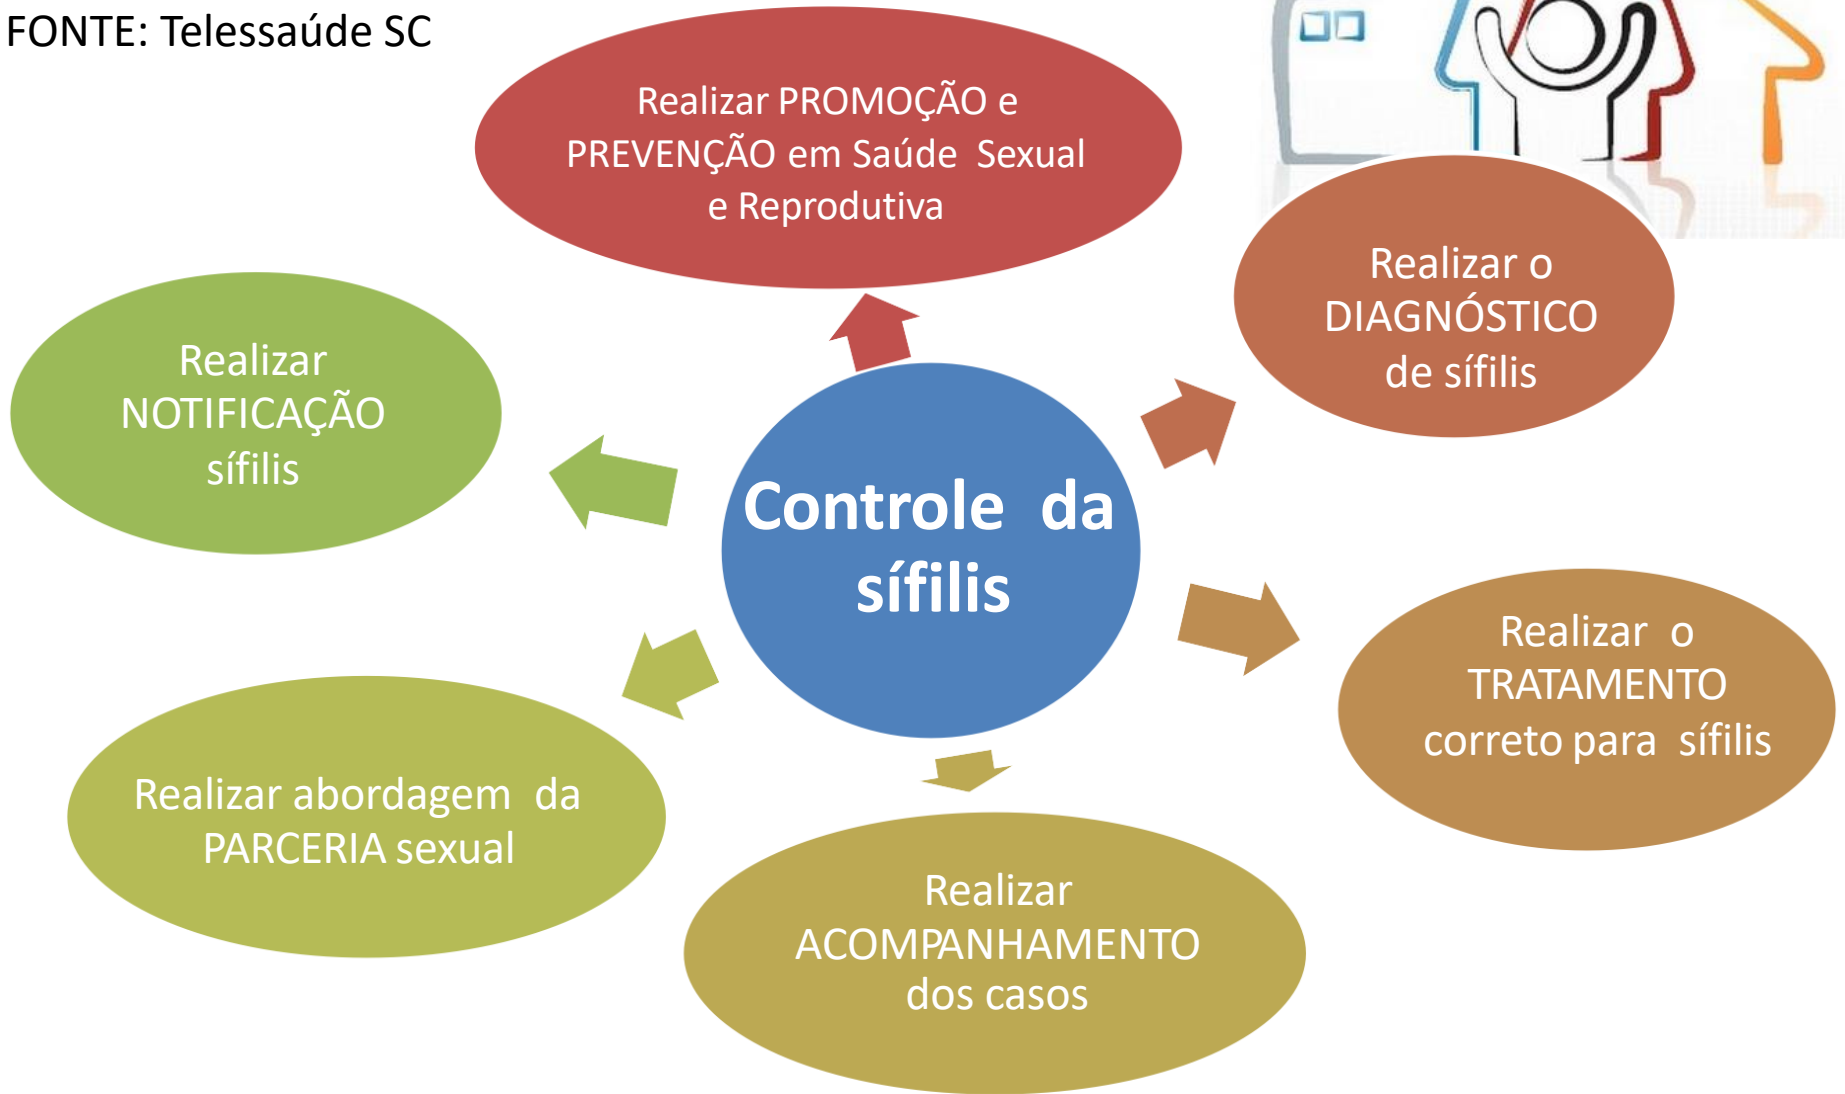 FONTE: Telessaúde SC
Realizar PROMOÇÃO e
PREVENÇÃO em Saúde Sexual
e Reprodutiva
Realizar o
DIAGNÓSTICO
de sífilis
Realizar o
TRATAMENTO
correto para sífilis
Realizar
ACOMPANHAMENTO
dos casos
Realizar abordagem da
PARCERIA sexual
Realizar
NOTIFICAÇÃO
sífilis
Controle da
sífilis